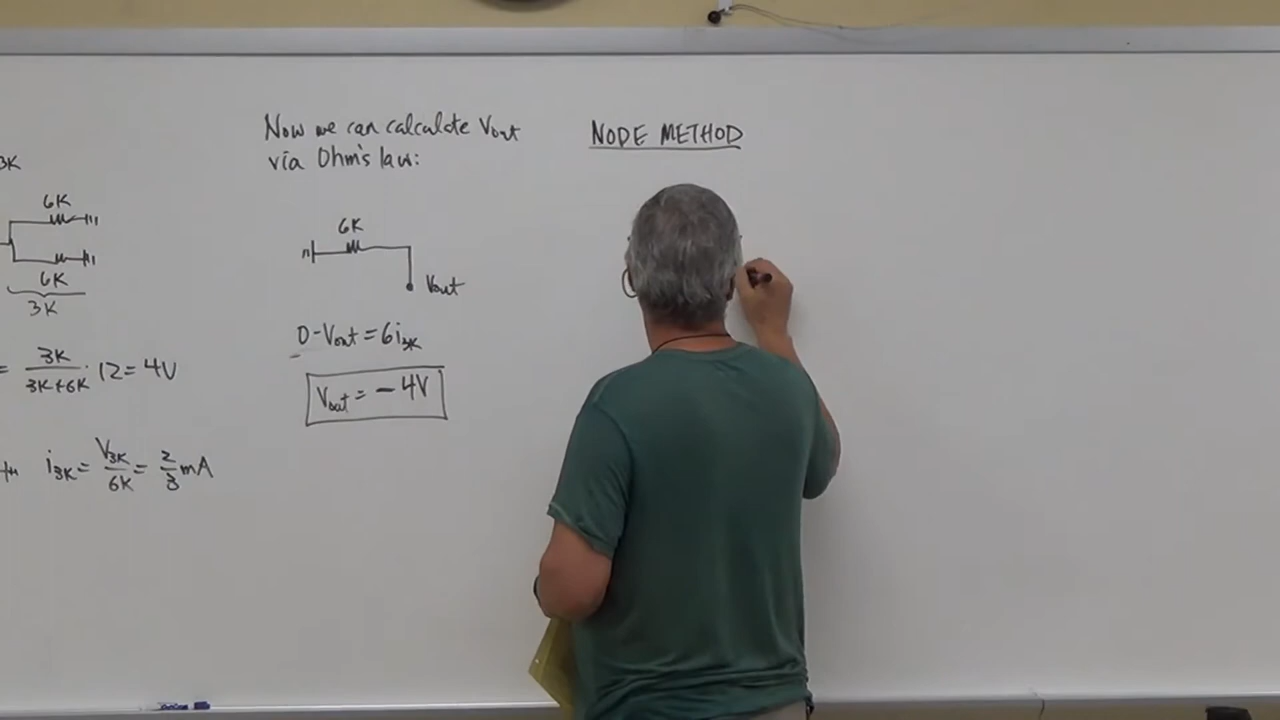 3K
6K
6K
3K
= 3K/(3K+6K) · 12 = 4V
i3K = V3K/6K = 2/3 mA
Now we can calculate Vout
via Ohm's law:
6K
Vout
0-Vout = 6i3K
Vout = -4V
NODE METHOD